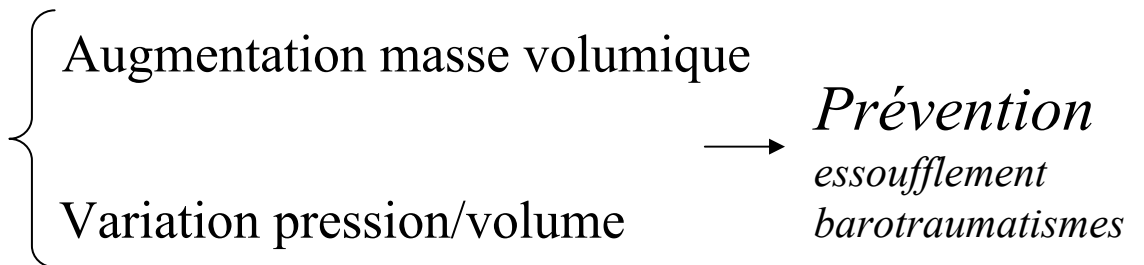 Augmentation masse volumique
Variation pression/volume
Prévention
essoufflement
barotraumatismes